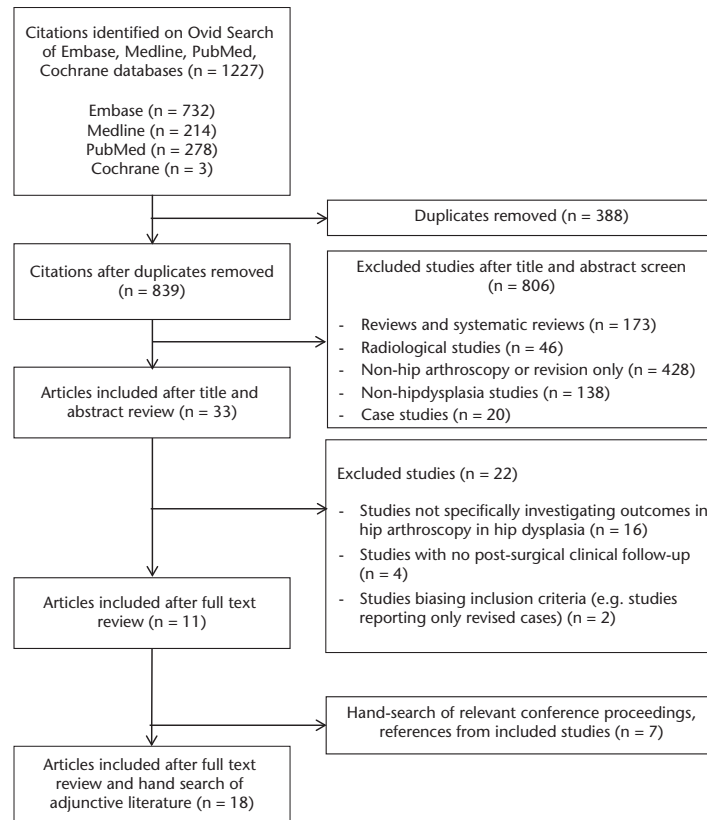 Citations identified on Ovid Search
of Embase, Medline, PubMed,
Cochrane databases (n = 1227)
Embase (n = 732)
Medline (n = 214)
PubMed (n = 278)
Cochrane (n = 3)
Duplicates removed (n = 388)
Citations after duplicates removed
(n = 839)
Excluded studies after title and abstract screen
(n = 806)
- Reviews and systematic reviews (n = 173)
- Radiological studies (n = 46)
- Non-hip arthroscopy or revision only (n = 428)
- Non-hipdysplasia studies (n = 138)
- Case studies (n = 20)
Articles included after title and
abstract review (n = 33)
Excluded studies (n = 22)
- Studies not specifically investigating outcomes in
hip arthroscopy in hip dysplasia (n = 16)
- Studies with no post-surgical clinical follow-up
(n = 4)
- Studies biasing inclusion criteria (e.g. studies
reporting only revised cases) (n = 2)
Articles included after full text
review (n = 11)
Hand-search of relevant conference proceedings,
references from included studies (n = 7)
Articles included after full text
review and hand search of
adjunctive literature (n = 18)